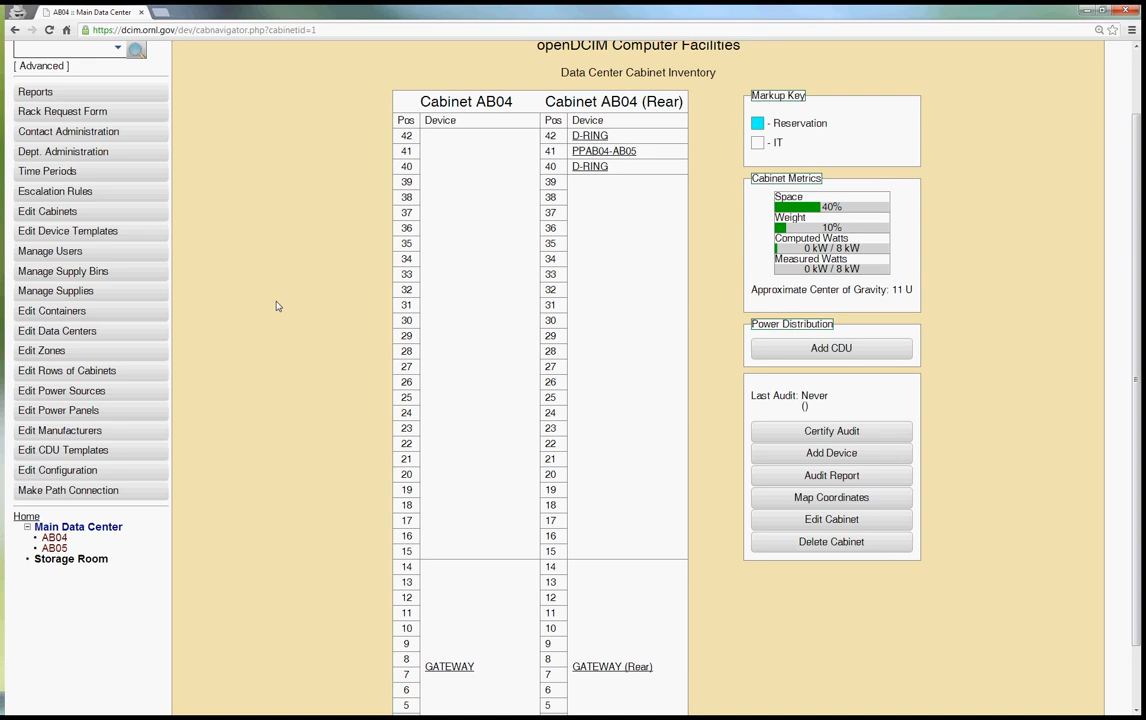 AB04 :: Main Data Center
https://dcim.ornl.gov/dev/cabnavigator.php?cabinetid=1
[ Advanced ]
Reports
Rack Request Form
Contact Administration
Dept. Administration
Time Periods
Escalation Rules
Edit Cabinets
Edit Device Templates
Manage Users
Manage Supply Bins
Manage Supplies
Edit Containers
Edit Data Centers
Edit Zones
Edit Rows of Cabinets
Edit Power Sources
Edit Power Panels
Edit Manufacturers
Edit CDU Templates
Edit Configuration
Make Path Connection
Home
Main Data Center
AB04
AB05
Storage Room
openDCIM Computer Facilities
Data Center Cabinet Inventory
Cabinet AB04 Cabinet AB04 (Rear)
Pos Device Pos Device
42 42 D-RING
41 41 PPAB04-AB05
40 40 D-RING
39 39
38 38
37 37
36 36
35 35
34 34
33 33
32 32
31 31
30 30
29 29
28 28
27 27
26 26
25 25
24 24
23 23
22 22
21 21
20 20
19 19
18 18
17 17
16 16
15 15
14 14
13 13
12 12
11 11
10 10
9 9
8 8
GATEWAY GATEWAY (Rear)
7 7
6 6
5 5
Markup Key
- Reservation
- IT
Cabinet Metrics
Space
40%
Weight
10%
Computed Watts
0 kW / 8 kW
Measured Watts
0 kW / 8 kW
Approximate Center of Gravity: 11 U
Power Distribution
Add CDU
Last Audit: Never
()
Certify Audit
Add Device
Audit Report
Map Coordinates
Edit Cabinet
Delete Cabinet